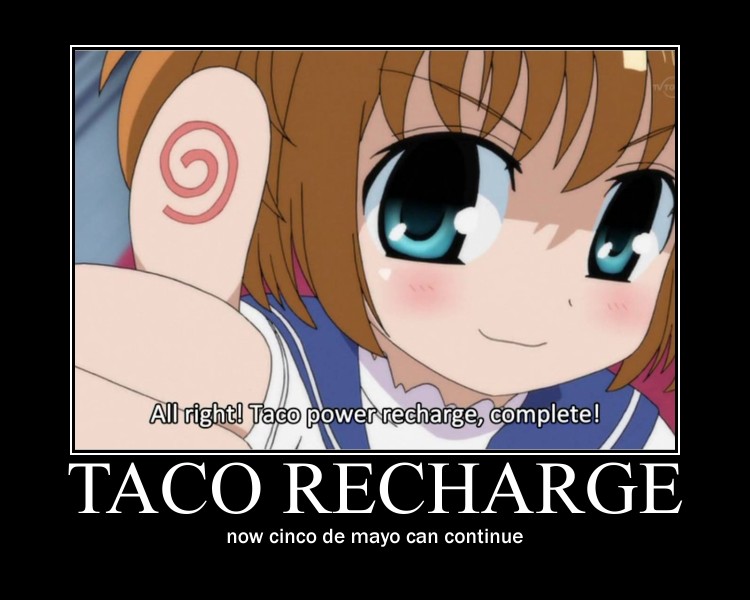 All right! Taco power recharge, complete!
TACO RECHARGE
now cinco de mayo can continue